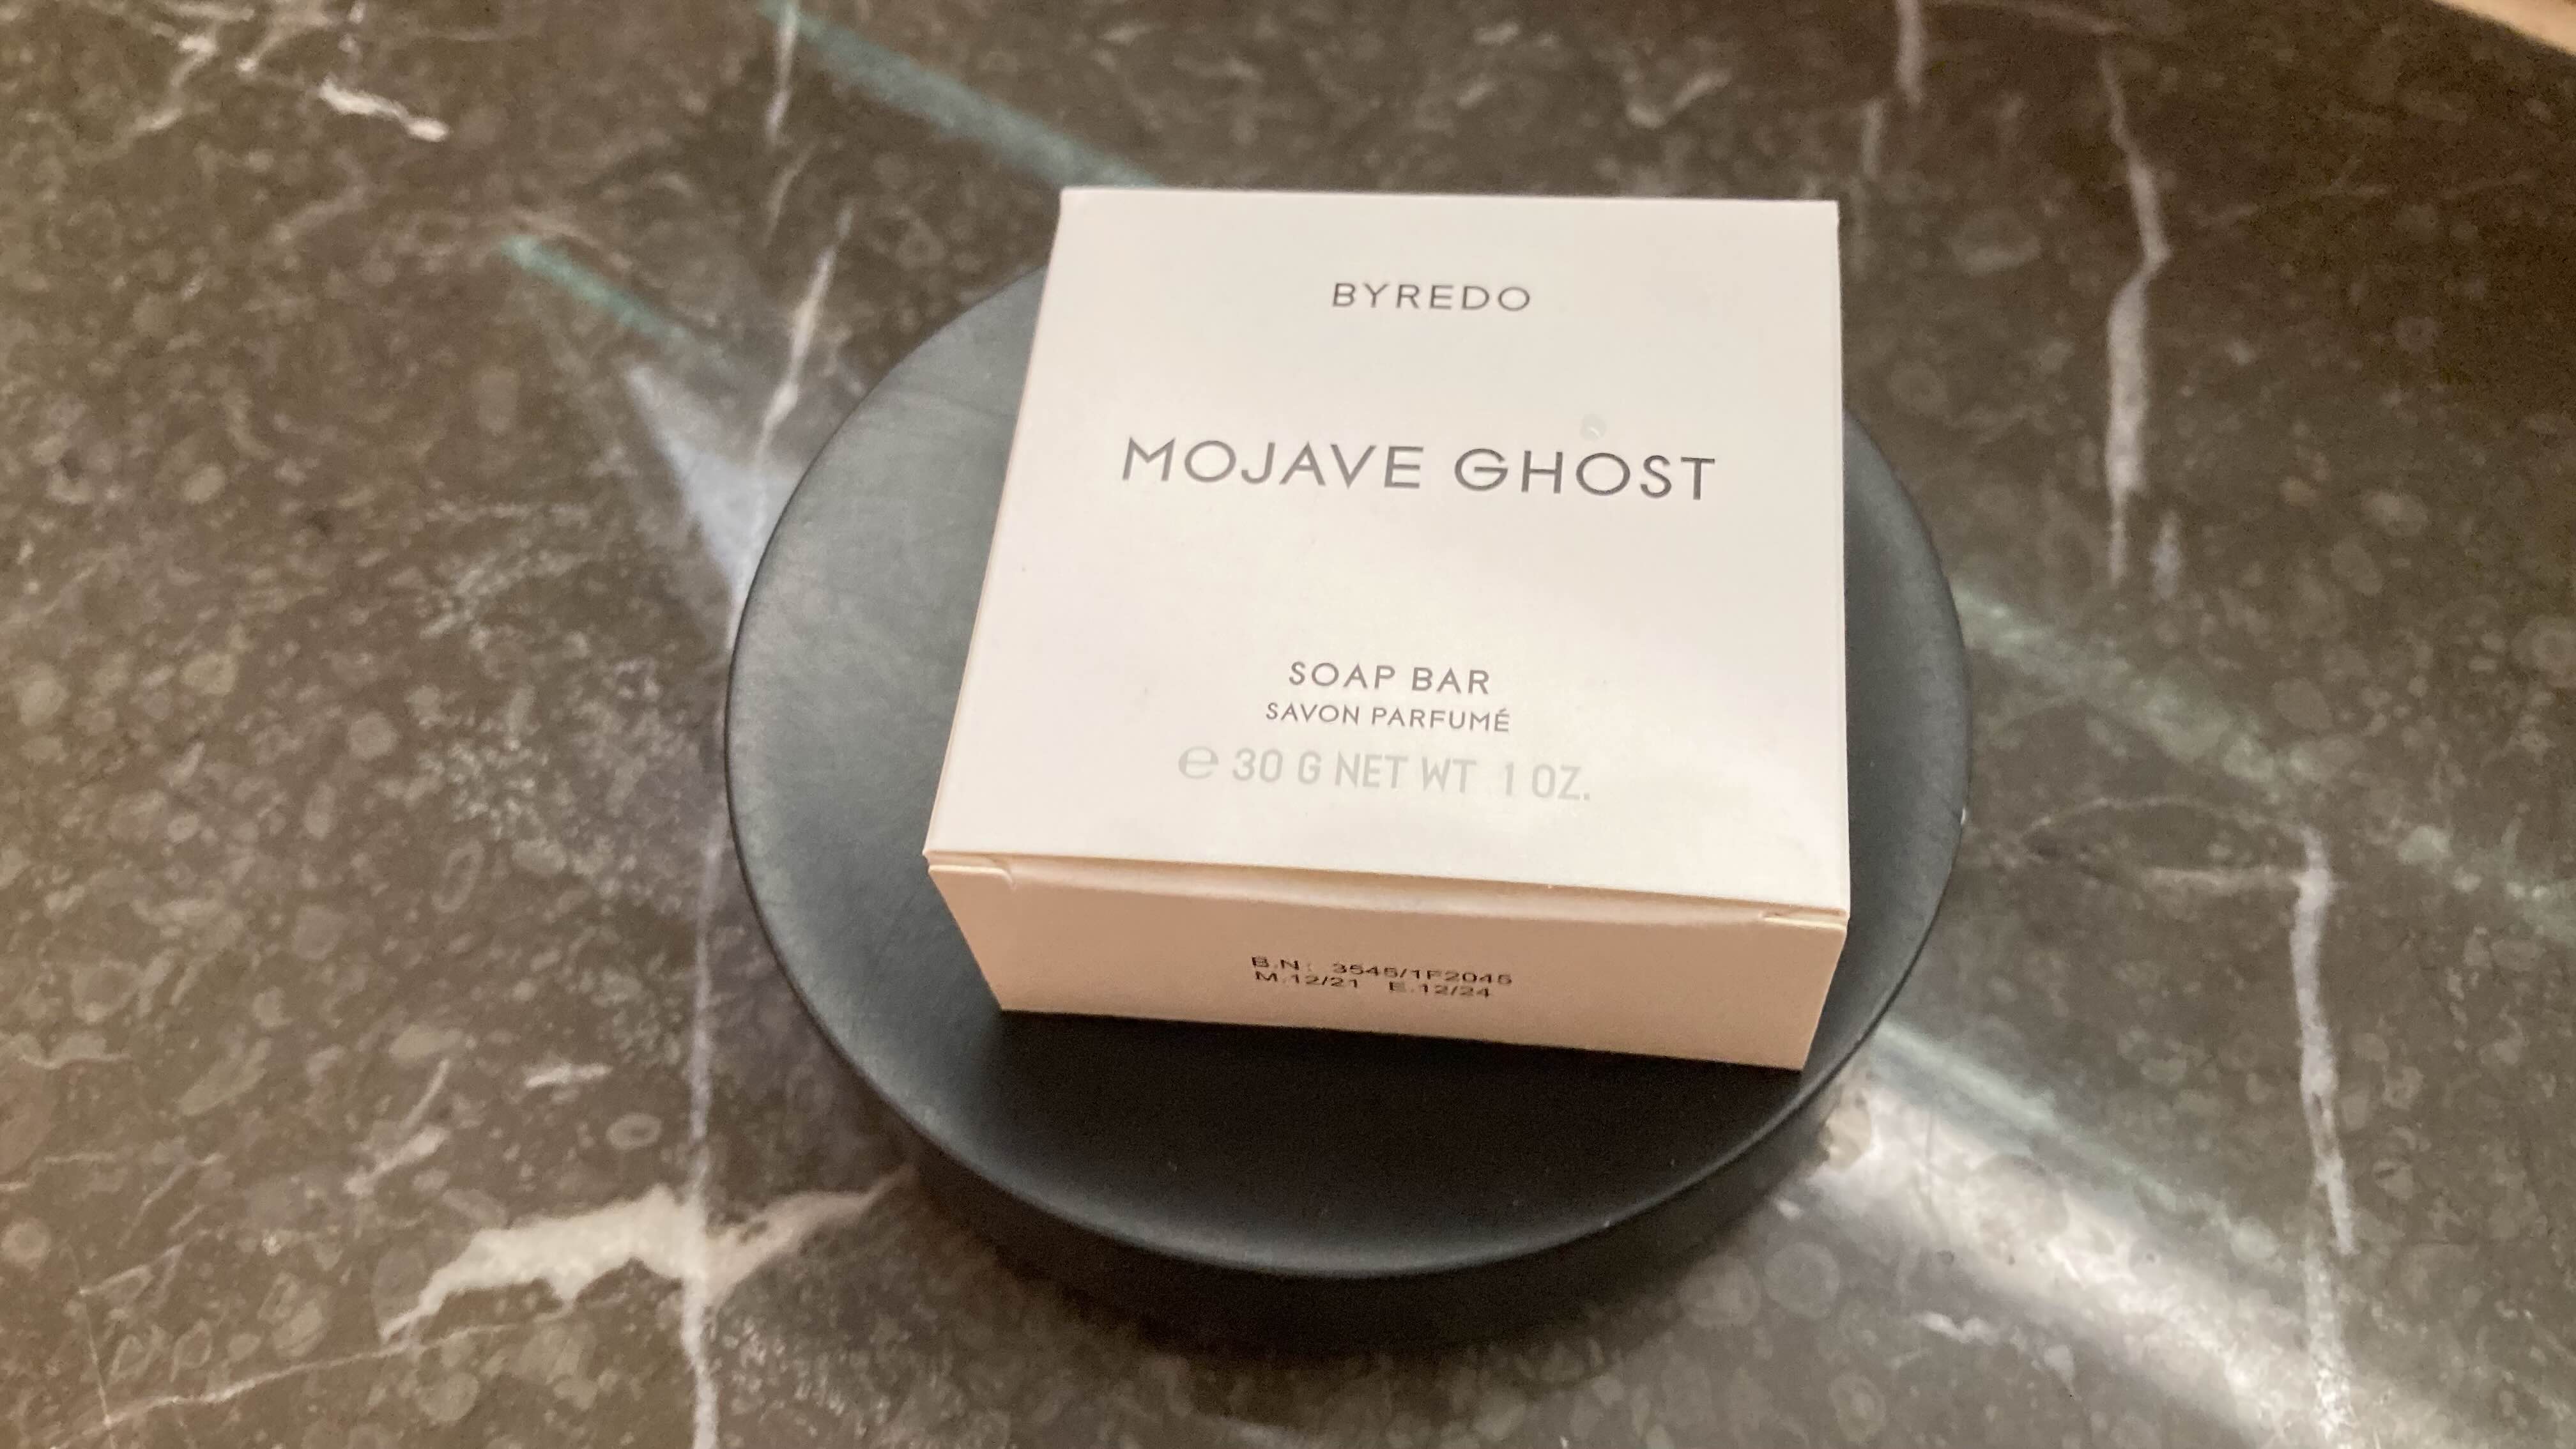 BYREDO
MOJAVE GHOST
SOAP BAR
SAVON PARFUMÉ
℮ 30 G NET WT 1 OZ.
B.N: 3545/1F2045
M.12/21 E.12/24